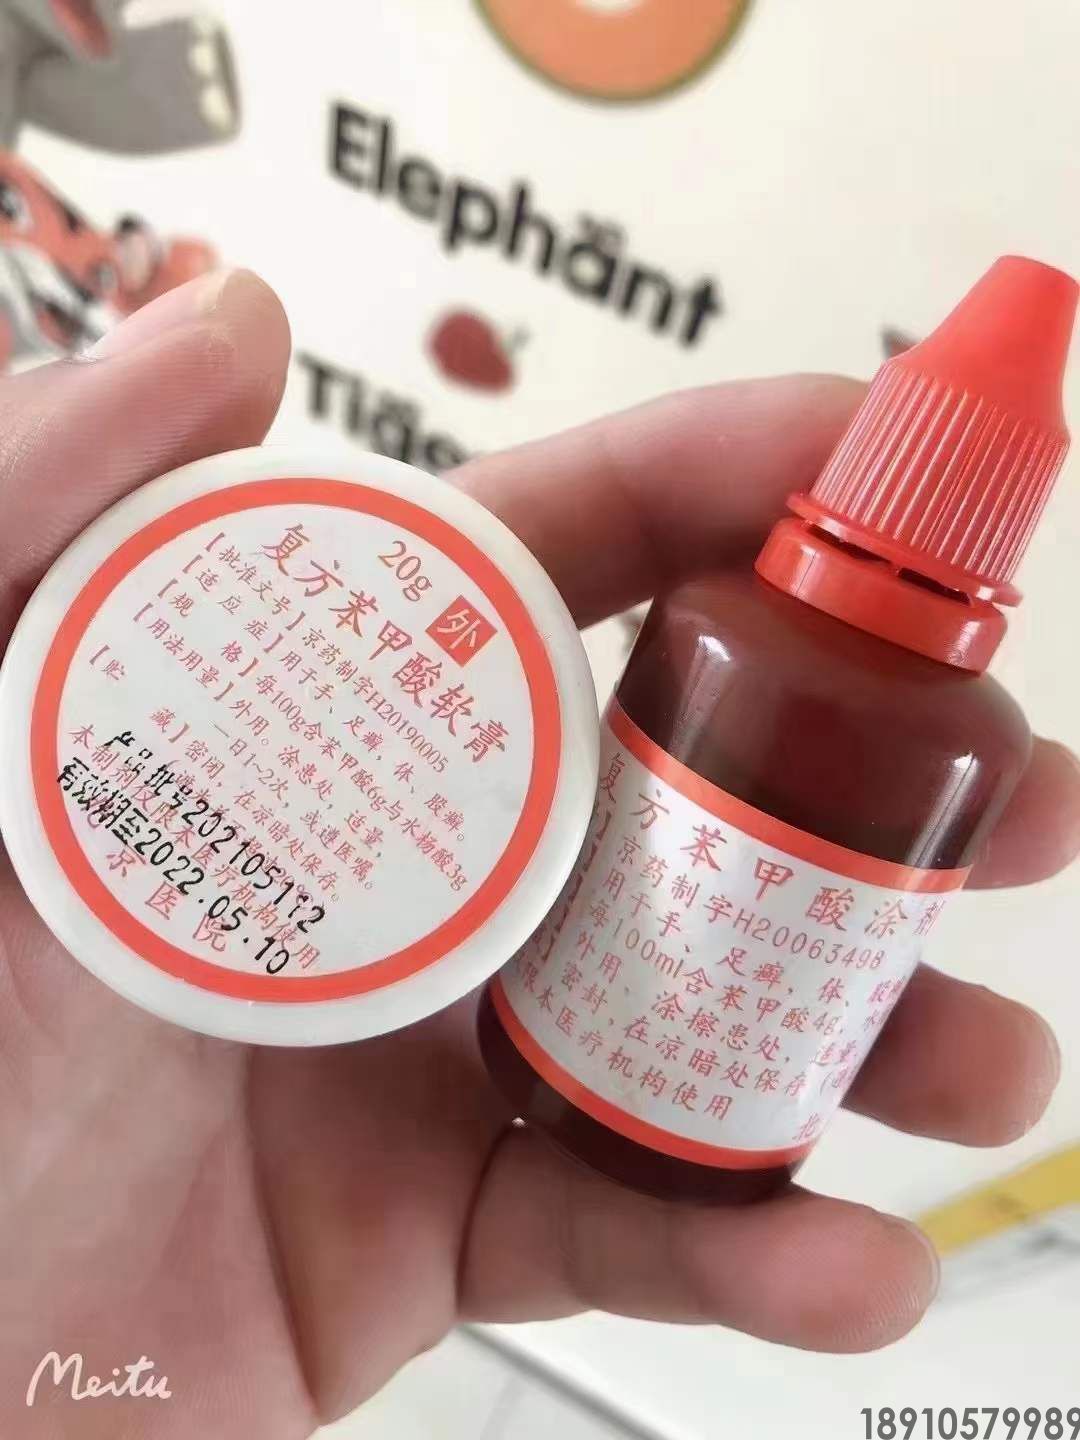 Elephänt
Tige
20g 外
复方苯甲酸软膏
【批准文号】京药制字H20190005
【适应症】用于手、足癣,体、股癣。
【规格】每100g含苯甲酸6g与水杨酸3g
【用法用量】外用。涂患处,适量,
一日1~2次,或遵医嘱。
【贮藏】密闭,在凉暗处保存。
本制剂仅限本医疗机构使用
产品批号20210511-2
有效期至2022.05.10
京医院
复方苯甲酸涂剂
京药制字H20063498
用于手、足癣,体、股
每100ml含苯甲酸4g,水
外用、涂擦患处,适量
密封,在凉暗处保存
限本医疗机构使用
北
Meitu
18910579989